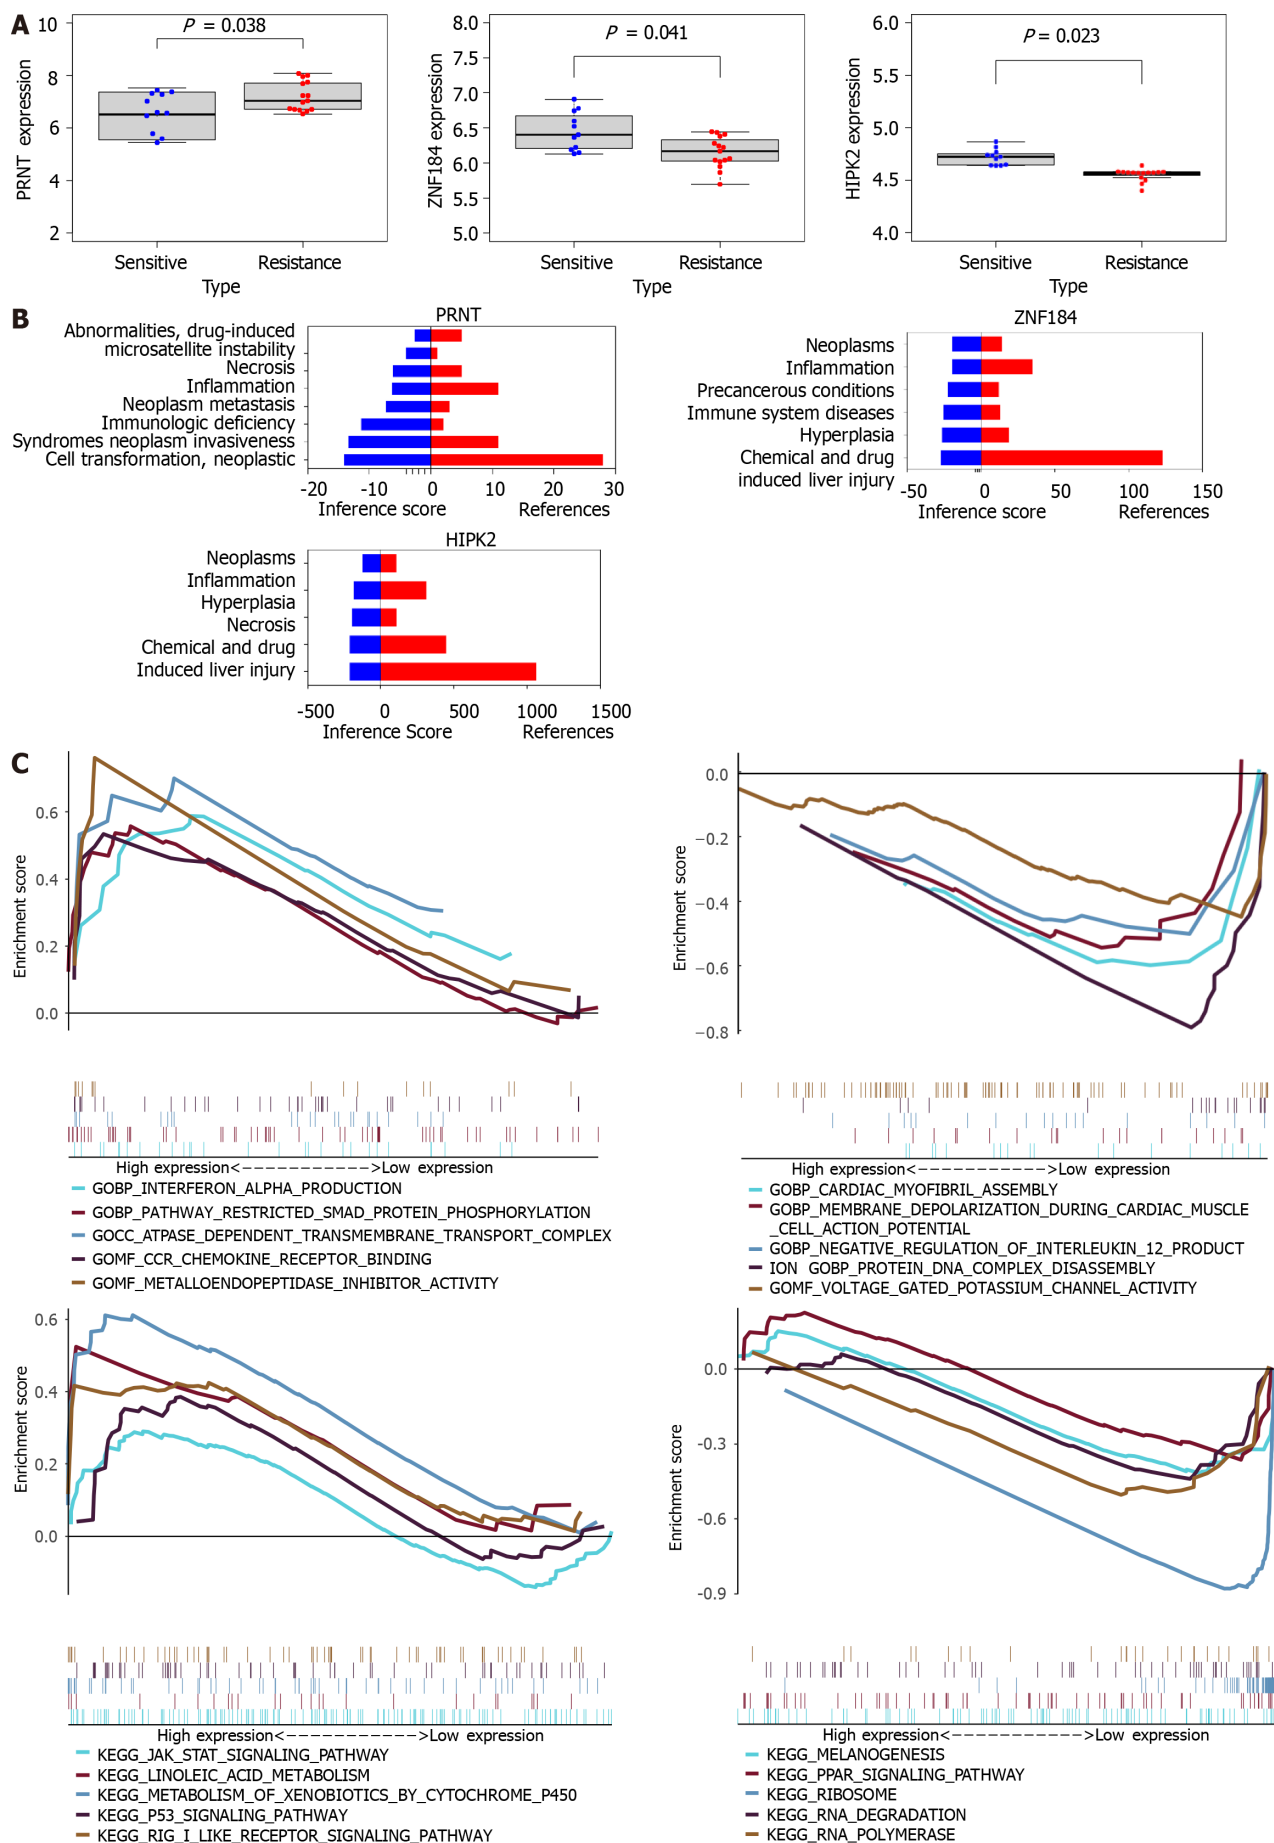 A
P = 0.038
10
8
6
4
2
PRNT expression
Sensitive
Resistance
Type
P = 0.041
8.0
7.5
7.0
6.5
6.0
5.5
5.0
ZNF184 expression
Sensitive
Resistance
Type
P = 0.023
6.0
5.5
5.0
4.5
4.0
HIPK2 expression
Sensitive
Resistance
Type
B
PRNT
Abnormalities, drug-induced
microsatellite instability
Necrosis
Inflammation
Neoplasm metastasis
Immunologic deficiency
Syndromes neoplasm invasiveness
Cell transformation, neoplastic
-20 -10 0 10 20 30
Inference score References
ZNF184
Neoplasms
Inflammation
Precancerous conditions
Immune system diseases
Hyperplasia
Chemical and drug
induced liver injury
-50 0 50 100 150
Inference score References
HIPK2
Neoplasms
Inflammation
Hyperplasia
Necrosis
Chemical and drug
Induced liver injury
-500 0 500 1000 1500
Inference Score References
C
0.6
0.4
0.2
0.0
Enrichment score
High expression<------------>Low expression
GOBP_INTERFERON_ALPHA_PRODUCTION
GOBP_PATHWAY_RESTRICTED_SMAD_PROTEIN_PHOSPHORYLATION
GOCC_ATPASE_DEPENDENT_TRANSMEMBRANE_TRANSPORT_COMPLEX
GOMF_CCR_CHEMOKINE_RECEPTOR_BINDING
GOMF_METALLOENDOPEPTIDASE_INHIBITOR_ACTIVITY
0.0
−0.2
−0.4
−0.6
−0.8
Enrichment score
High expression<------------>Low expression
GOBP_CARDIAC_MYOFIBRIL_ASSEMBLY
GOBP_MEMBRANE_DEPOLARIZATION_DURING_CARDIAC_MUSCLE
_CELL_ACTION_POTENTIAL
GOBP_NEGATIVE_REGULATION_OF_INTERLEUKIN_12_PRODUCT
ION GOBP_PROTEIN_DNA_COMPLEX_DISASSEMBLY
GOMF_VOLTAGE_GATED_POTASSIUM_CHANNEL_ACTIVITY
0.6
0.4
0.2
0.0
Enrichment score
High expression<------------>Low expression
KEGG_JAK_STAT_SIGNALING_PATHWAY
KEGG_LINOLEIC_ACID_METABOLISM
KEGG_METABOLISM_OF_XENOBIOTICS_BY_CYTOCHROME_P450
KEGG_P53_SIGNALING_PATHWAY
KEGG_RIG_I_LIKE_RECEPTOR_SIGNALING_PATHWAY
0.0
-0.3
-0.6
-0.9
Enrichment score
High expression<------------>Low expression
KEGG_MELANOGENESIS
KEGG_PPAR_SIGNALING_PATHWAY
KEGG_RIBOSOME
KEGG_RNA_DEGRADATION
KEGG_RNA_POLYMERASE